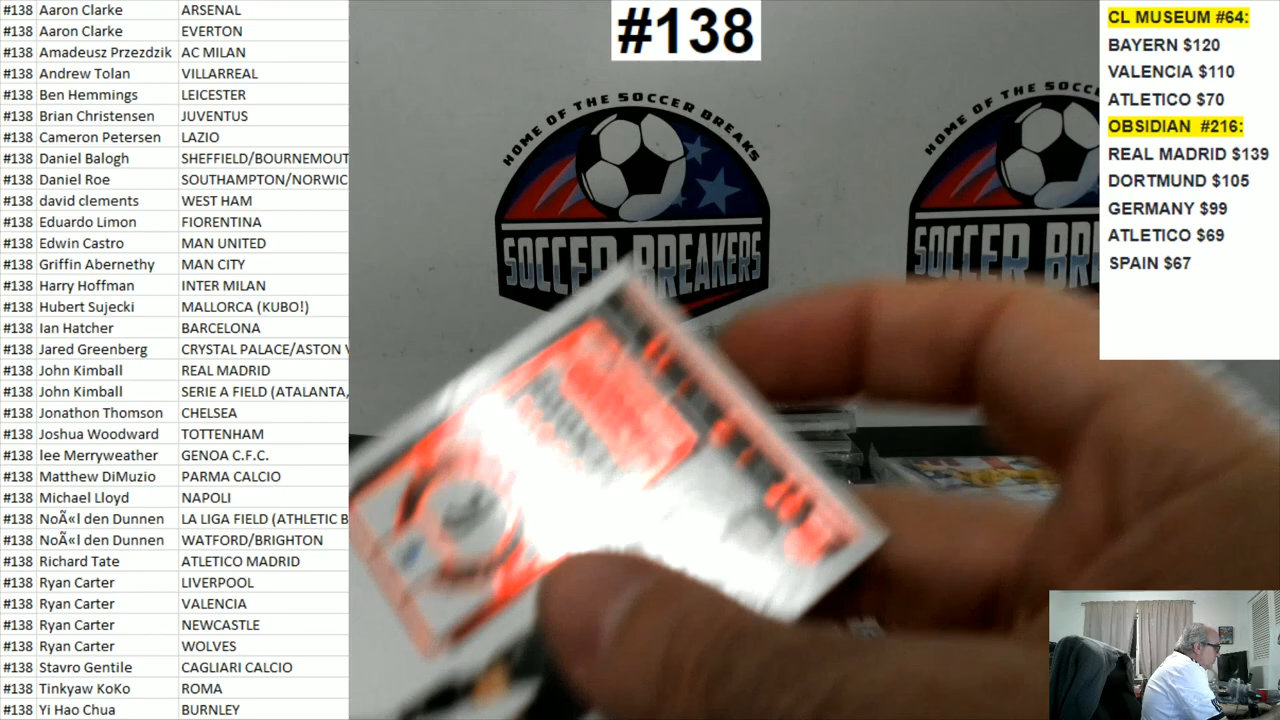 #138 Aaron Clarke ARSENAL
#138 Aaron Clarke EVERTON
#138 Amadeusz Przezdzik AC MILAN
#138 Andrew Tolan VILLARREAL
#138 Ben Hemmings LEICESTER
#138 Brian Christensen JUVENTUS
#138 Cameron Petersen LAZIO
#138 Daniel Balogh SHEFFIELD/BOURNEMOUT
#138 Daniel Roe SOUTHAMPTON/NORWIC
#138 david clements WEST HAM
#138 Eduardo Limon FIORENTINA
#138 Edwin Castro MAN UNITED
#138 Griffin Abernethy MAN CITY
#138 Harry Hoffman INTER MILAN
#138 Hubert Sujecki MALLORCA (KUBO!)
#138 Ian Hatcher BARCELONA
#138 Jared Greenberg CRYSTAL PALACE/ASTON V
#138 John Kimball REAL MADRID
#138 John Kimball SERIE A FIELD (ATALANTA,
#138 Jonathon Thomson CHELSEA
#138 Joshua Woodward TOTTENHAM
#138 lee Merryweather GENOA C.F.C.
#138 Matthew DiMuzio PARMA CALCIO
#138 Michael Lloyd NAPOLI
#138 NoÃ«l den Dunnen LA LIGA FIELD (ATHLETIC B
#138 NoÃ«l den Dunnen WATFORD/BRIGHTON
#138 Richard Tate ATLETICO MADRID
#138 Ryan Carter LIVERPOOL
#138 Ryan Carter VALENCIA
#138 Ryan Carter NEWCASTLE
#138 Ryan Carter WOLVES
#138 Stavro Gentile CAGLIARI CALCIO
#138 Tinkyaw KoKo ROMA
#138 Yi Hao Chua BURNLEY
#138
HOME OF THE SOCCER BREAKS
SOCCER BREAKERS
HOME OF THE SOCCER
SOCCER BR
CL MUSEUM #64:
BAYERN $120
VALENCIA $110
ATLETICO $70
OBSIDIAN #216:
REAL MADRID $139
DORTMUND $105
GERMANY $99
ATLETICO $69
SPAIN $67